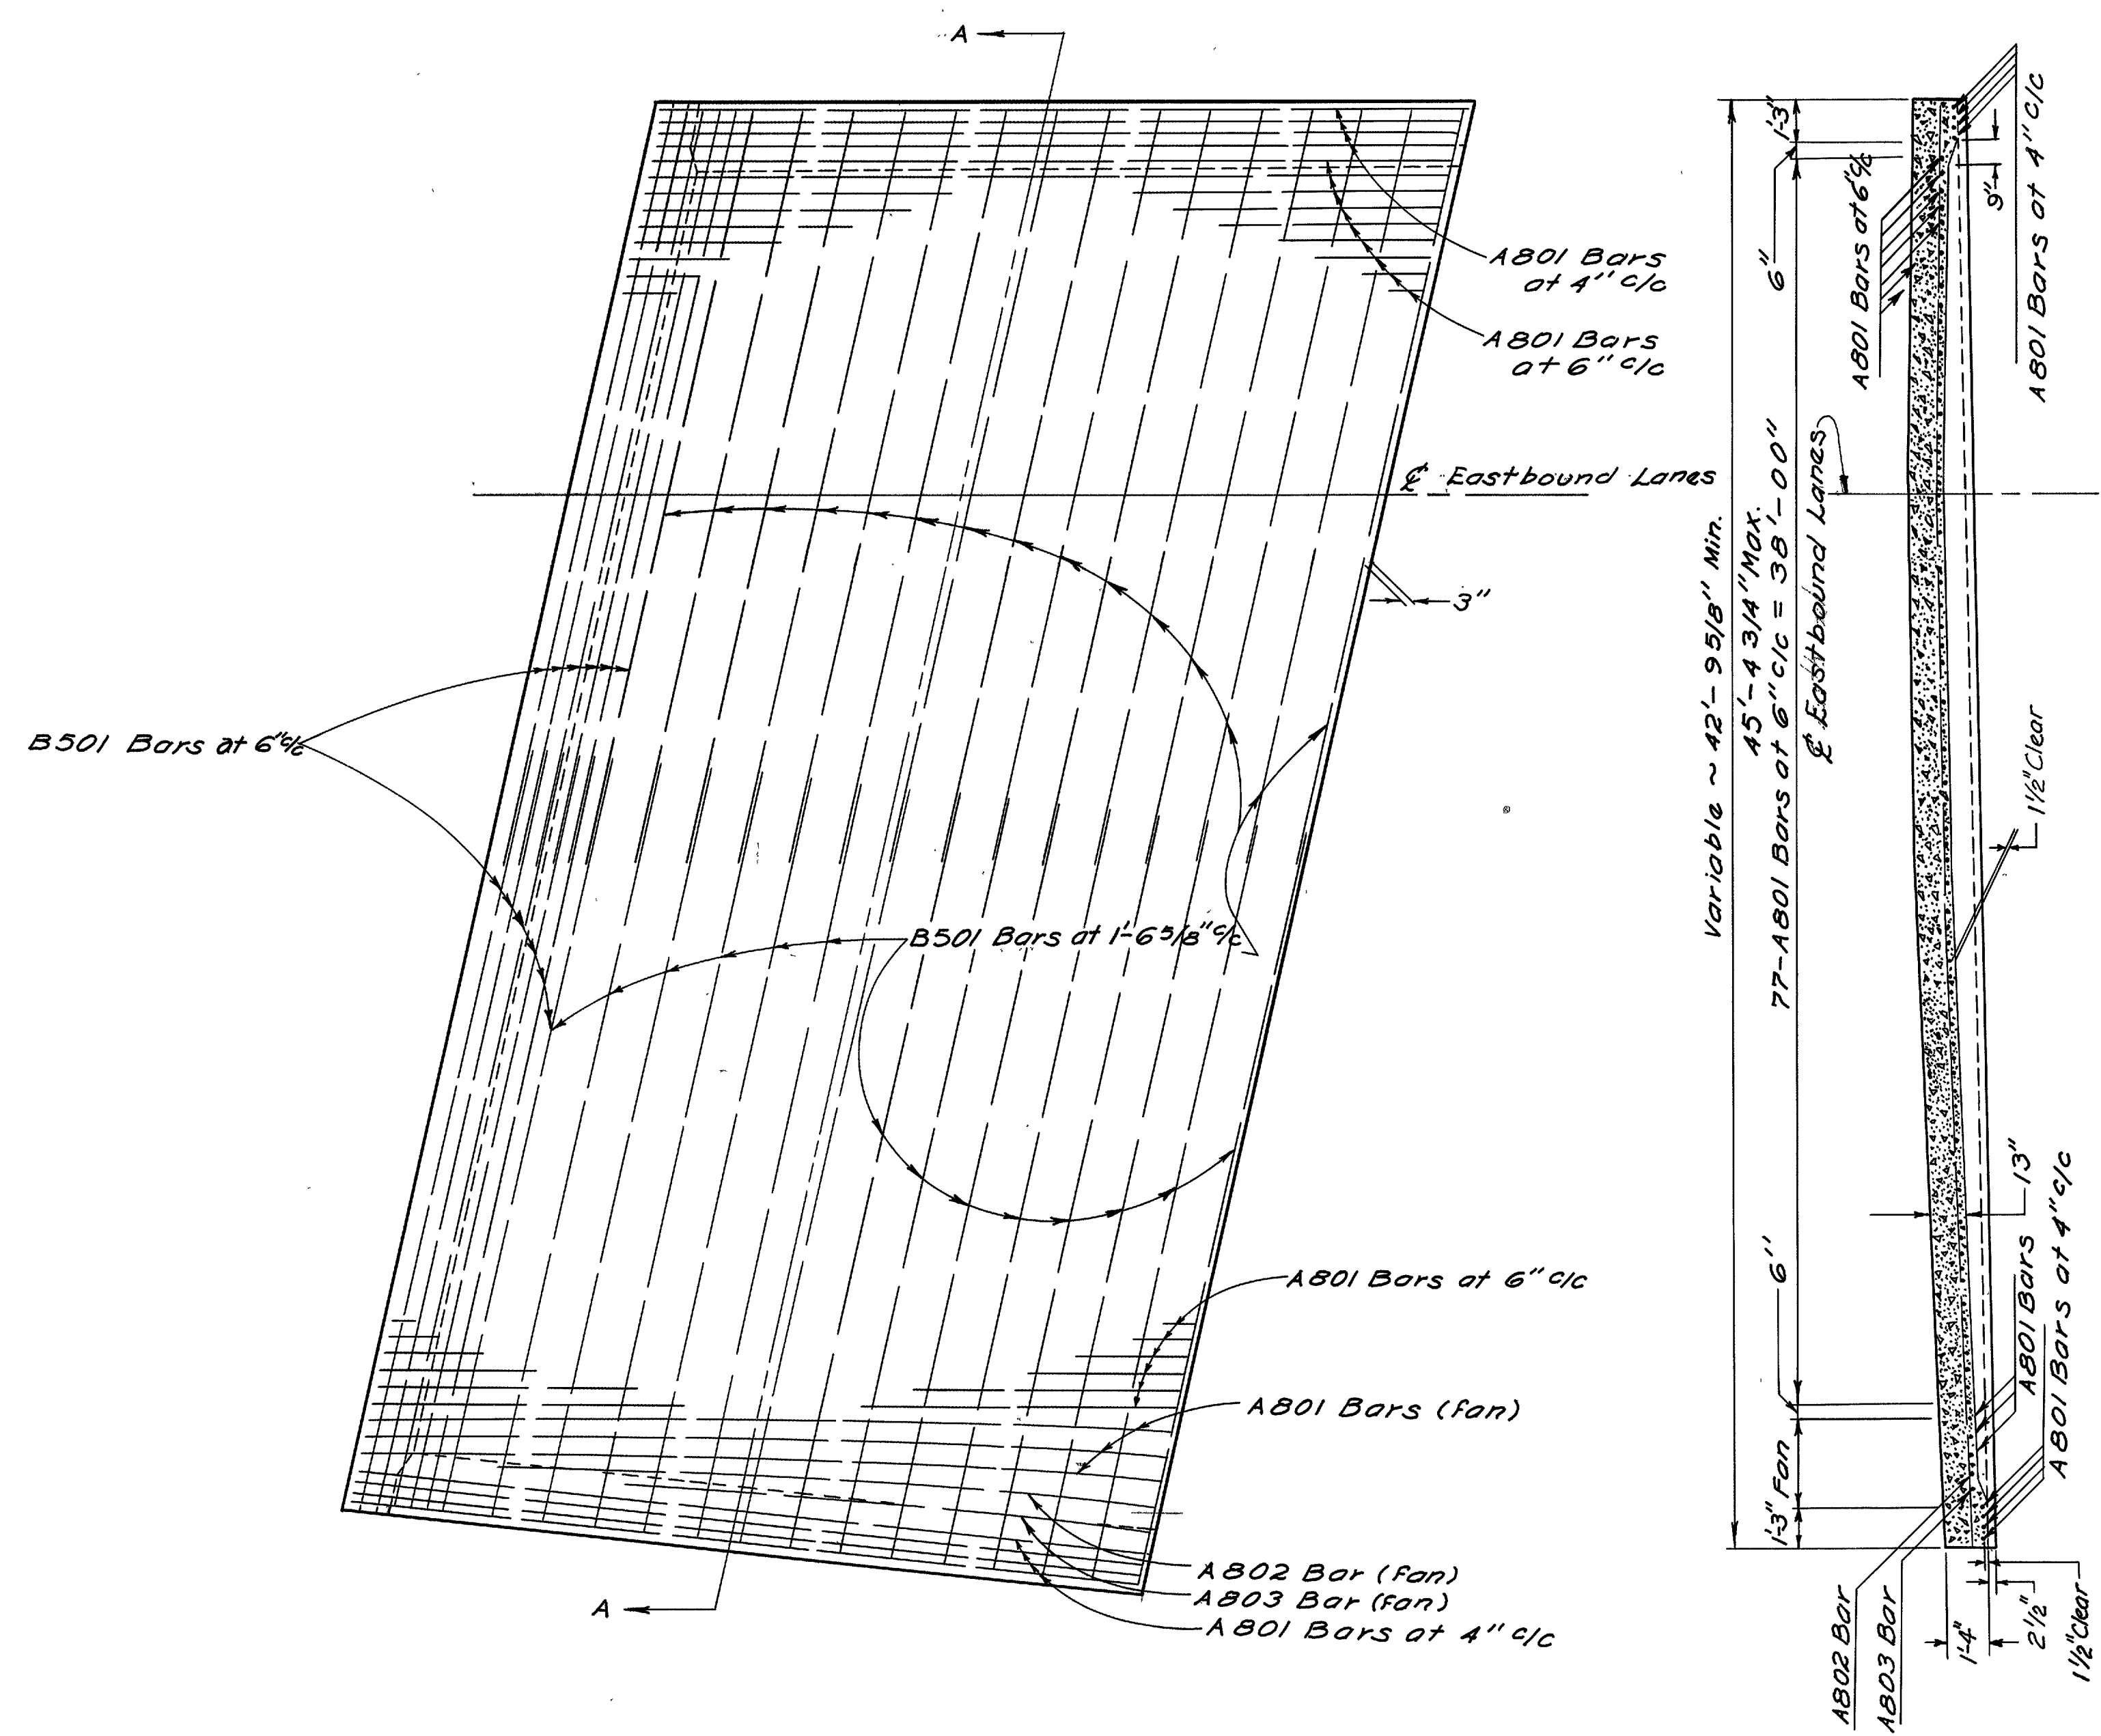 A
A801 Bars
at 4" c/c
A801 Bars
at 6" c/c
℄ Eastbound Lanes
3"
B501 Bars at 6" c/c
B501 Bars at 1'-6 5/8" c/c
A801 Bars at 6" c/c
A801 Bars (fan)
A802 Bar (fan)
A803 Bar (fan)
A801 Bars at 4" c/c
A
Variable ~ 42'-9 5/8" Min.
45'-4 3/4" Max.
77-A801 Bars at 6" c/c = 38'-00"
℄ Eastbound Lanes
1'-3"
6"
A801 Bars at 6" c/c
9"
A801 Bars at 4" c/c
1 1/2" Clear
13"
6"
A801 Bars
A801 Bars at 4" c/c
1'-3" Fan
A802 Bar
A803 Bar
1'-4"
2 1/2"
1 1/2" Clear